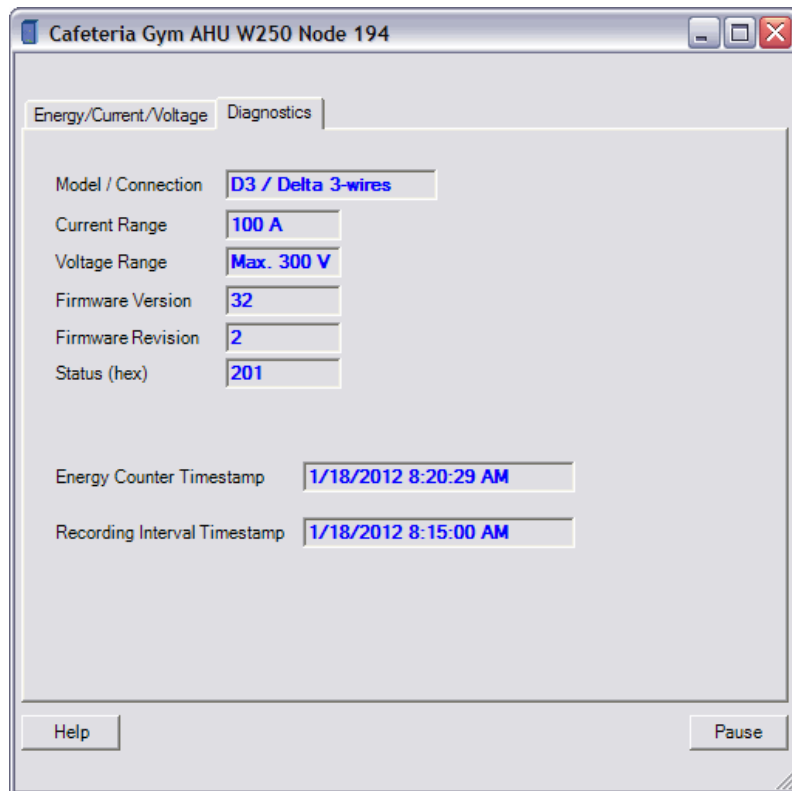 Cafeteria Gym AHU W250 Node 194
Energy/Current/Voltage Diagnostics
Model / Connection D3 / Delta 3-wires
Current Range 100 A
Voltage Range Max. 300 V
Firmware Version 32
Firmware Revision 2
Status (hex) 201
Energy Counter Timestamp 1/18/2012 8:20:29 AM
Recording Interval Timestamp 1/18/2012 8:15:00 AM
Help Pause